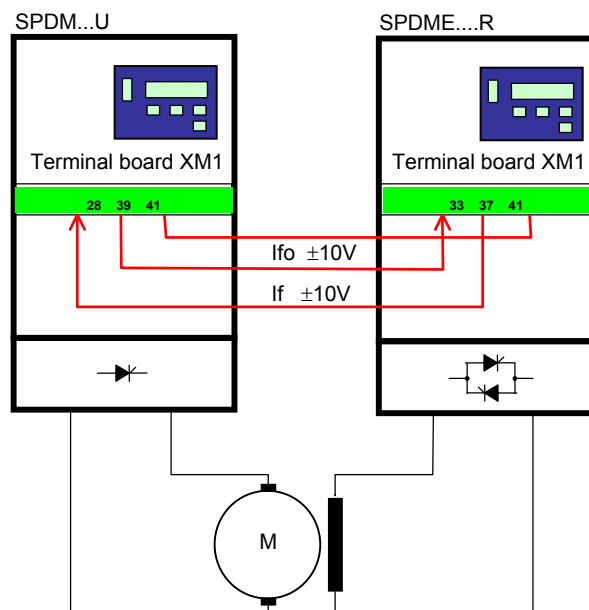 SPDM...U SPDME....R
Terminal board XM1 Terminal board XM1
28 39 41 33 37 41
Ifo ±10V
If ±10V
M